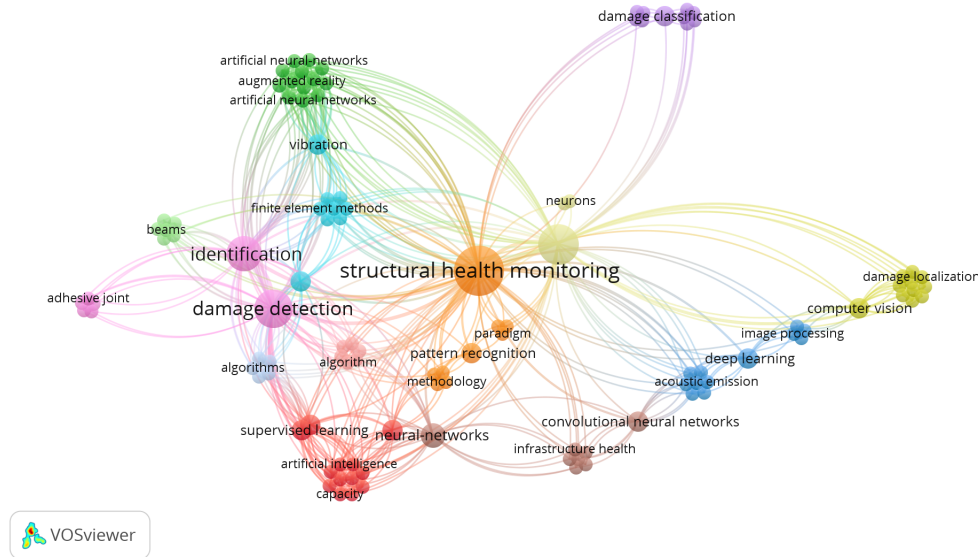 damage classification
artificial neural-networks
augmented reality
artificial neural networks
vibration
neurons
finite element methods
beams
identification
structural health monitoring
damage localization
adhesive joint
damage detection
computer vision
paradigm
image processing
pattern recognition
deep learning
algorithm
algorithms
methodology
acoustic emission
convolutional neural networks
supervised learning
neural-networks
infrastructure health
artificial intelligence
capacity
VOSviewer